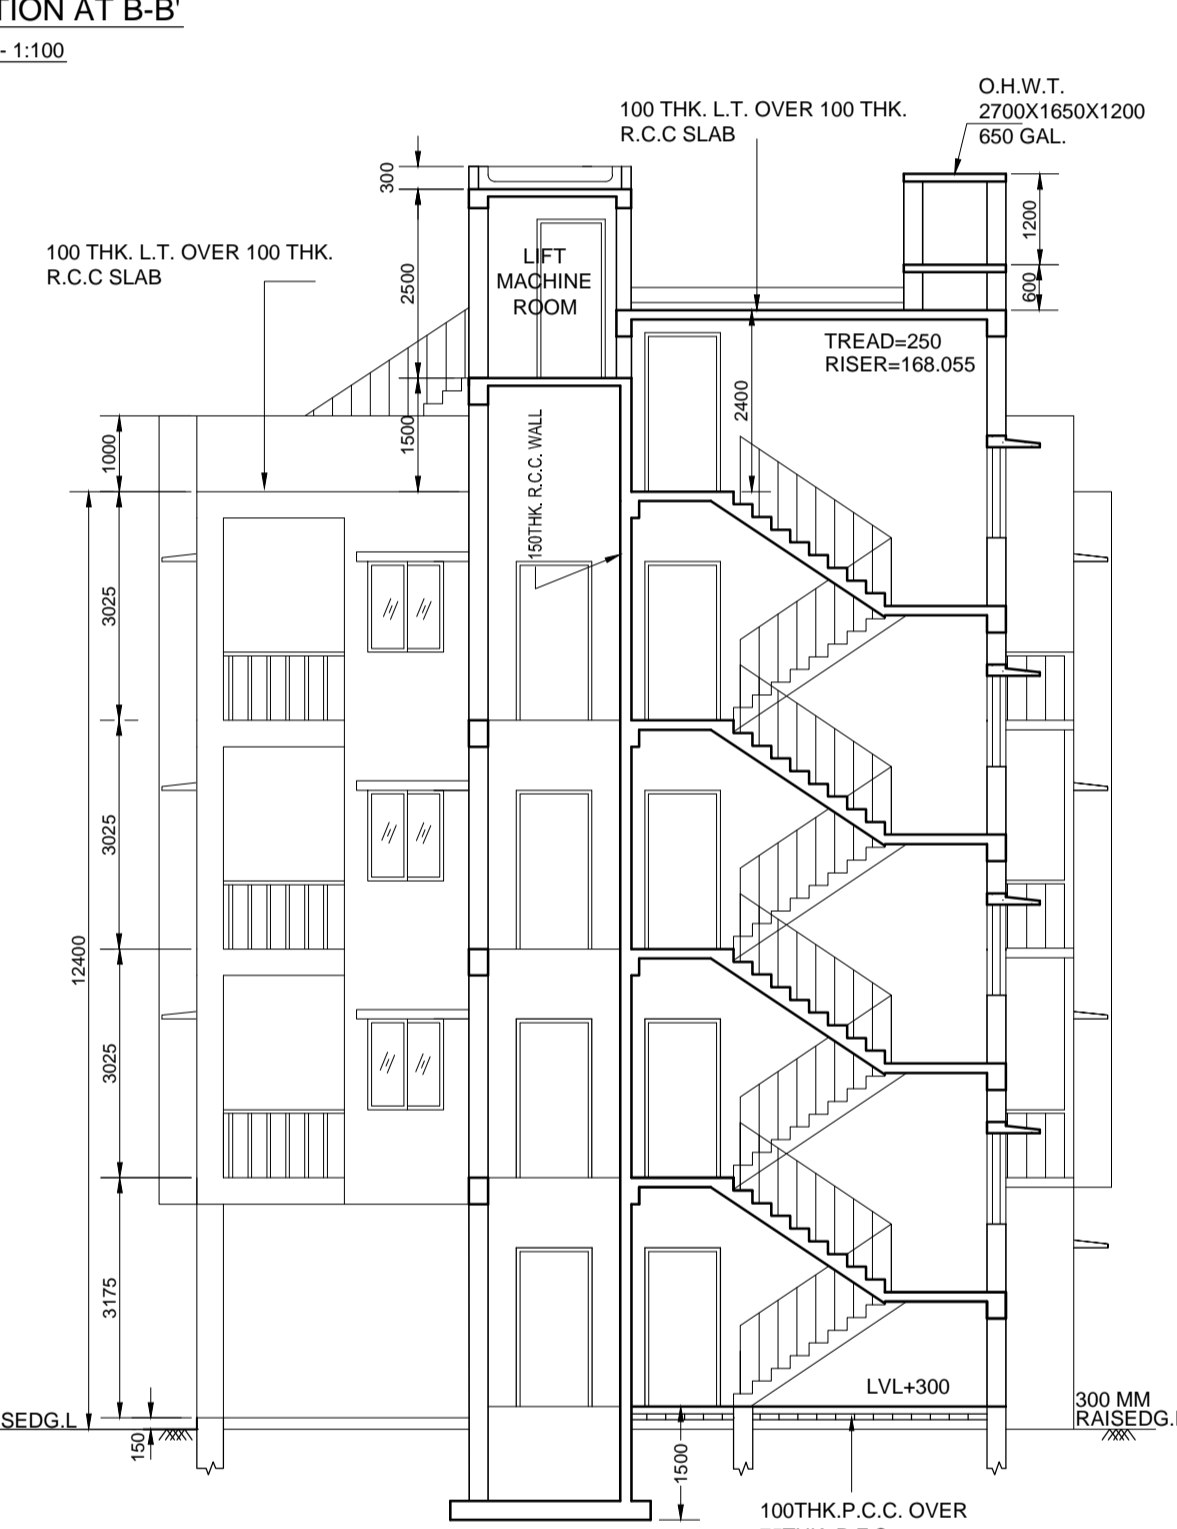 TION AT B-B'
- 1:100
O.H.W.T.
2700X1650X1200
650 GAL.
100 THK. L.T. OVER 100 THK.
R.C.C SLAB
300
1200
100 THK. L.T. OVER 100 THK.
R.C.C SLAB
LIFT
MACHINE
ROOM
2500
600
TREAD=250
RISER=168.055
2400
1000
1500
150THK. R.C.C. WALL
3025
3025
12400
3025
3175
LVL+300
300 MM
RAISEDG.
SEDG.L
150
1500
100THK.P.C.C. OVER